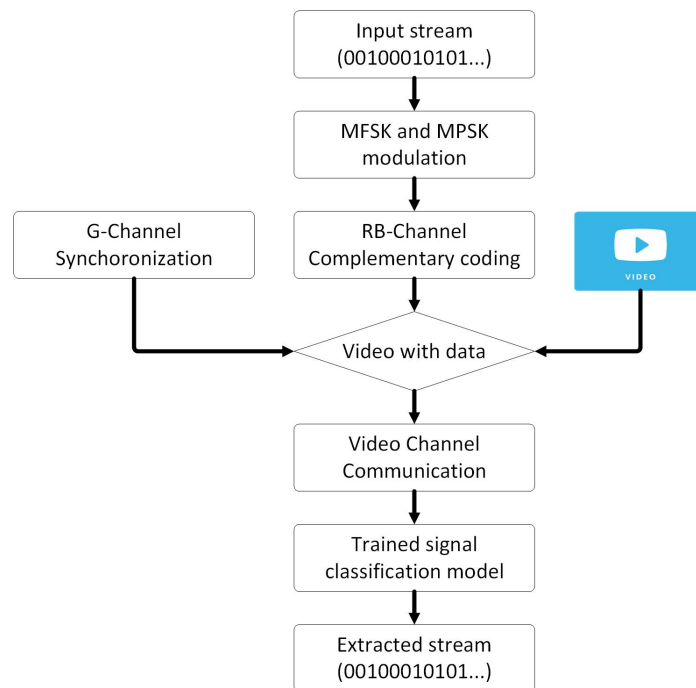 Input stream
(00100010101...)
MFSK and MPSK
modulation
G-Channel
Synchoronization
RB-Channel
Complementary coding
VIDEO
Video with data
Video Channel
Communication
Trained signal
classification model
Extracted stream
(00100010101...)